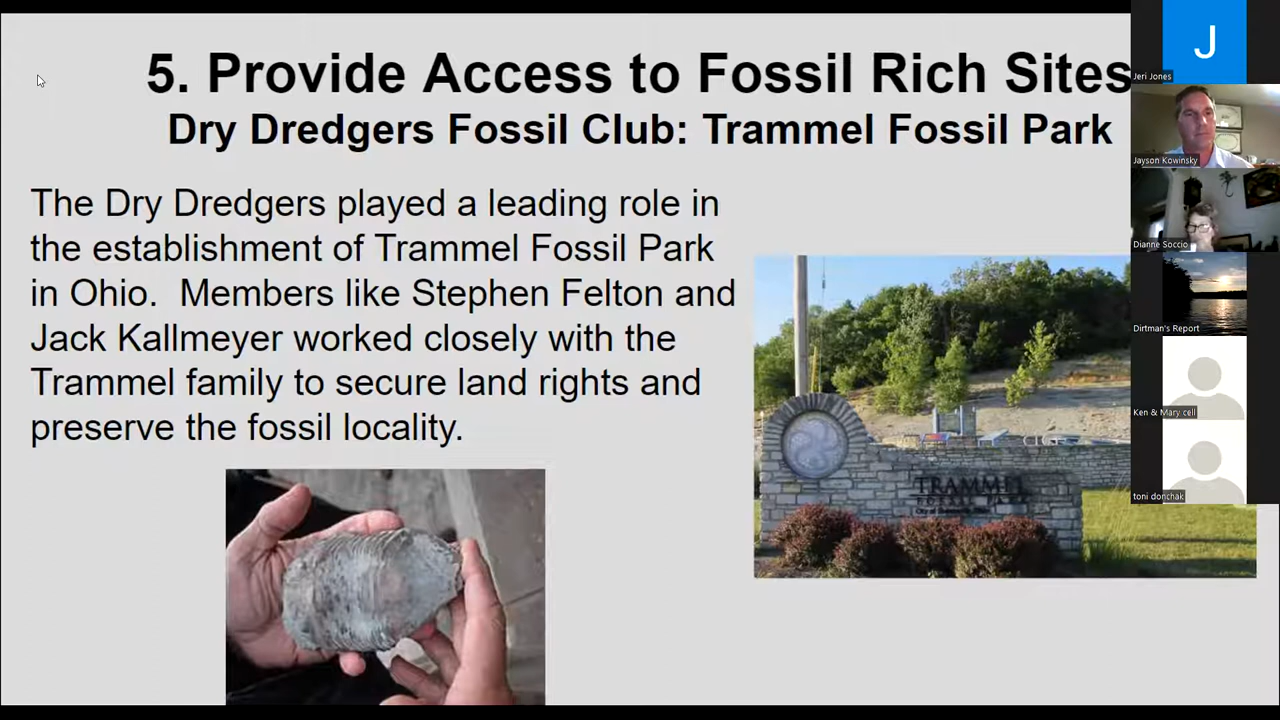 5. Provide Access to Fossil Rich Sites
Dry Dredgers Fossil Club: Trammel Fossil Park
The Dry Dredgers played a leading role in
the establishment of Trammel Fossil Park
in Ohio. Members like Stephen Felton and
Jack Kallmeyer worked closely with the
Trammel family to secure land rights and
preserve the fossil locality.
TRAMMEL
J
Jeri Jones
Jayson Kowinsky
Dianne Soccio
Dirtman's Report
Ken & Mary cell
toni donchak